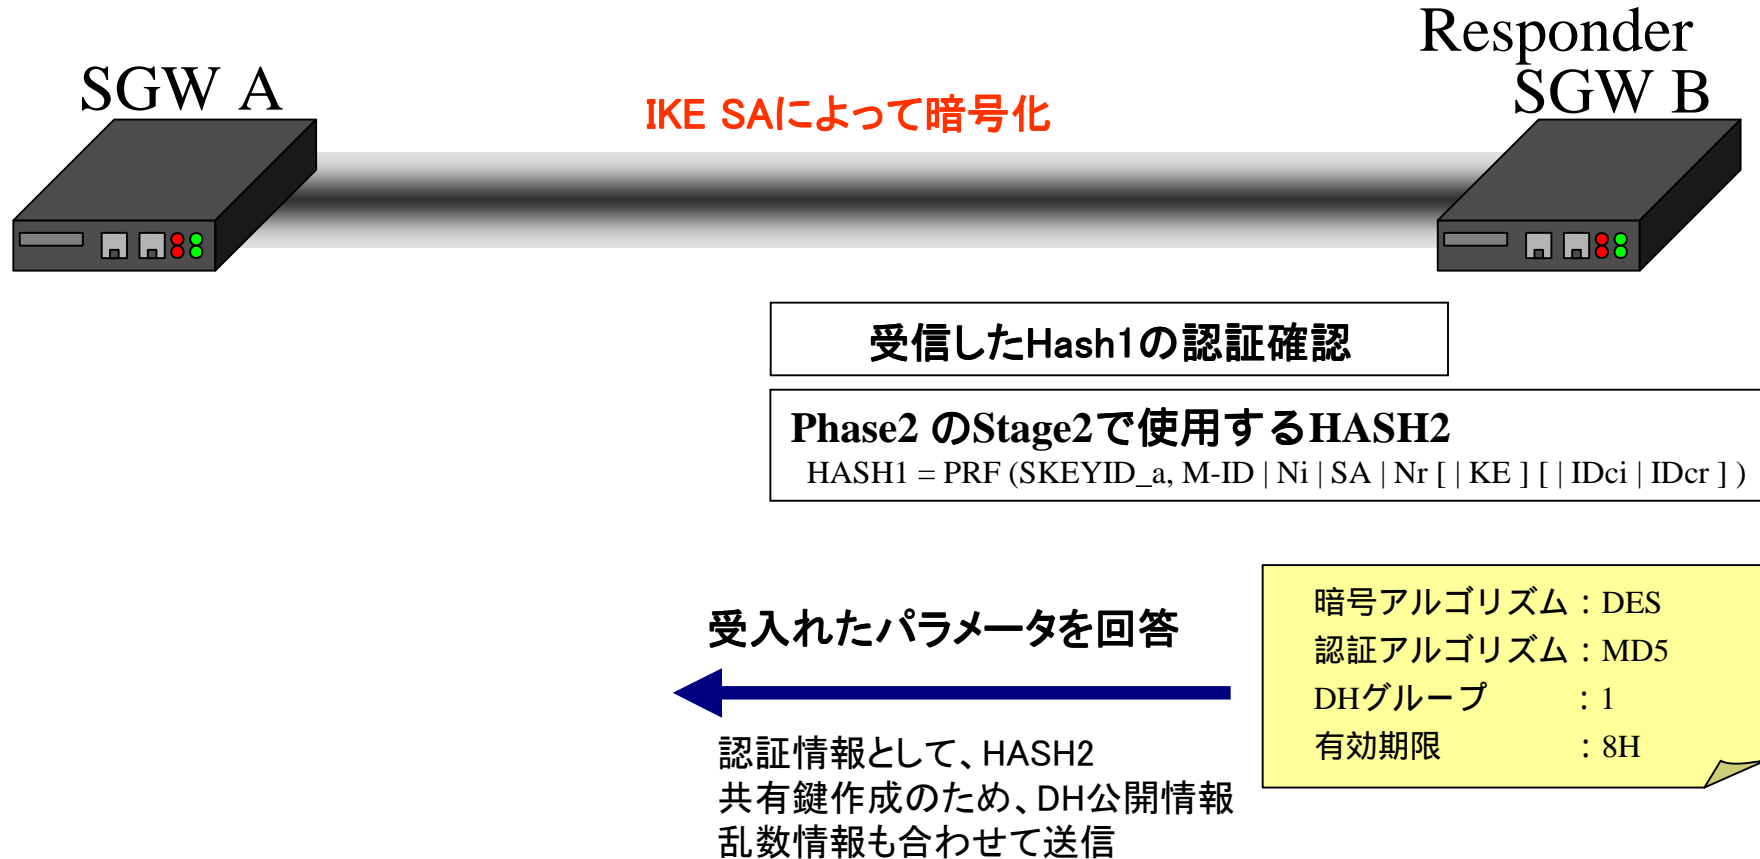 SGW A
Responder
SGW B
IKE SAによって暗号化
受信したHash1の認証確認
Phase2 のStage2で使用するHASH2
HASH1 = PRF (SKEYID_a, M-ID | Ni | SA | Nr [ | KE ] [ | IDci | IDcr ] )
受入れたパラメータを回答
認証情報として、HASH2
共有鍵作成のため、DH公開情報
乱数情報も合わせて送信
暗号アルゴリズム : DES
認証アルゴリズム : MD5
DHグループ : 1
有効期限 : 8H